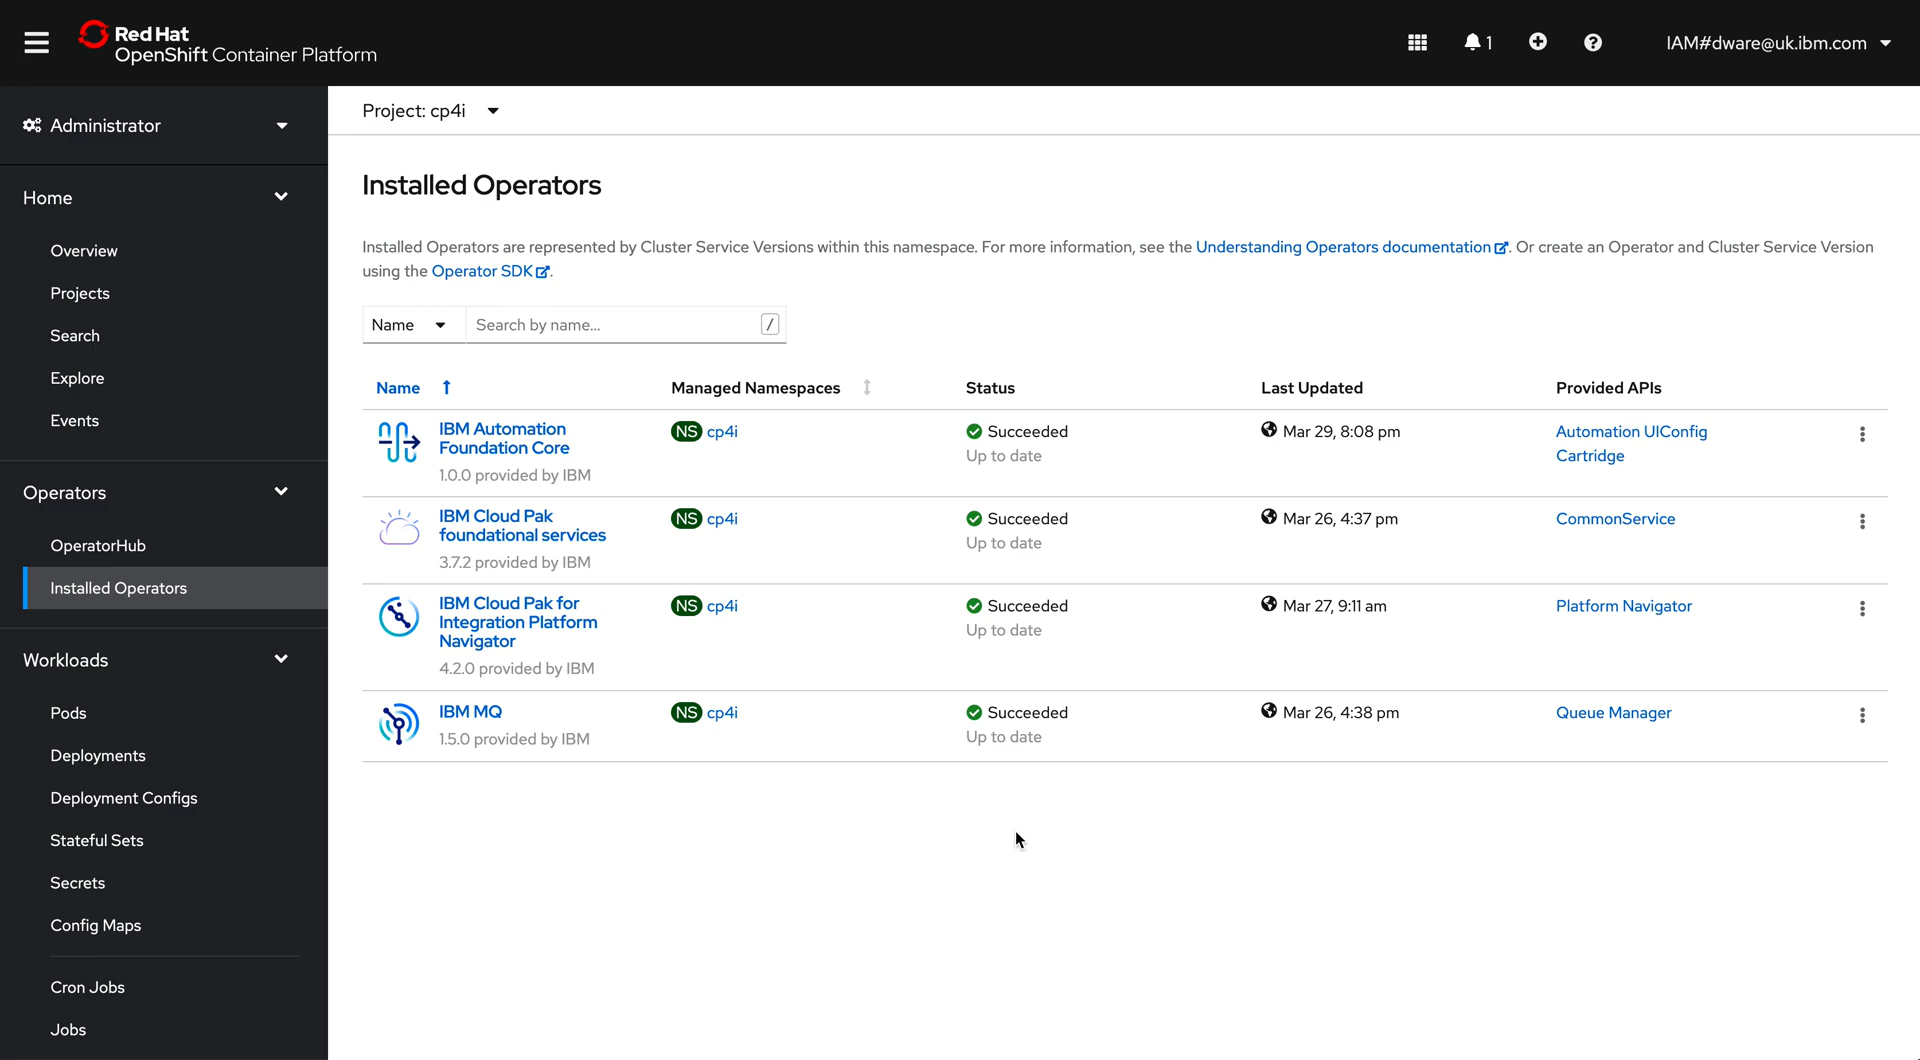 Red Hat
OpenShift Container Platform
1
IAM#dware@uk.ibm.com
Administrator
Home
Overview
Projects
Search
Explore
Events
Operators
OperatorHub
Installed Operators
Workloads
Pods
Deployments
Deployment Configs
Stateful Sets
Secrets
Config Maps
Cron Jobs
Jobs
Project: cp4i
Installed Operators
Installed Operators are represented by Cluster Service Versions within this namespace. For more information, see the Understanding Operators documentation. Or create an Operator and Cluster Service Version
using the Operator SDK.
Name Search by name... /
Name Managed Namespaces Status Last Updated Provided APIs
IBM Automation
Foundation Core
1.0.0 provided by IBM
NS cp4i
Succeeded
Up to date
Mar 29, 8:08 pm
Automation UIConfig
Cartridge
IBM Cloud Pak
foundational services
3.7.2 provided by IBM
NS cp4i
Succeeded
Up to date
Mar 26, 4:37 pm
CommonService
IBM Cloud Pak for
Integration Platform
Navigator
4.2.0 provided by IBM
NS cp4i
Succeeded
Up to date
Mar 27, 9:11 am
Platform Navigator
IBM MQ
1.5.0 provided by IBM
NS cp4i
Succeeded
Up to date
Mar 26, 4:38 pm
Queue Manager